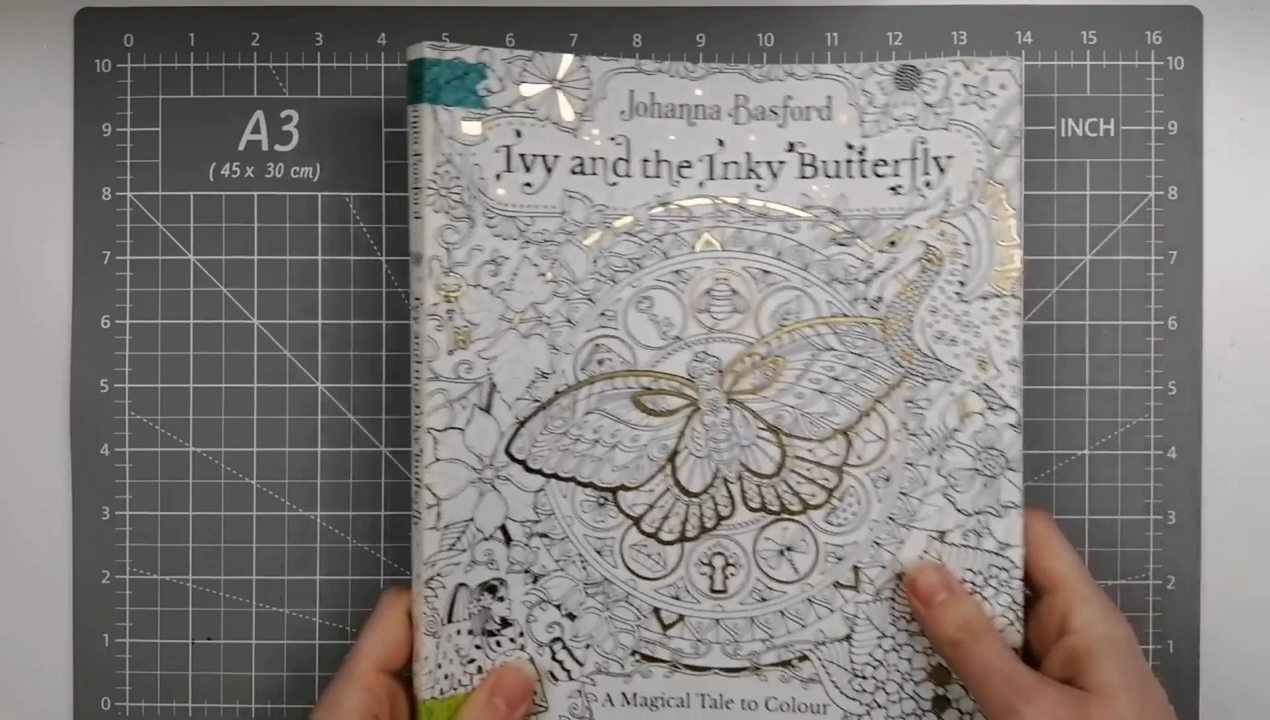 0 1 2 3 4 5 6 7 8 9 10 11 12 13 14 15 16
10 10
9 9
8 8
7 7
6 6
5 5
4 4
3 3
2 2
1 1
0
A3
(45 x 30 cm)
INCH
Johanna Basford
Ivy and the Inky Butterfly
A Magical Tale to Colour